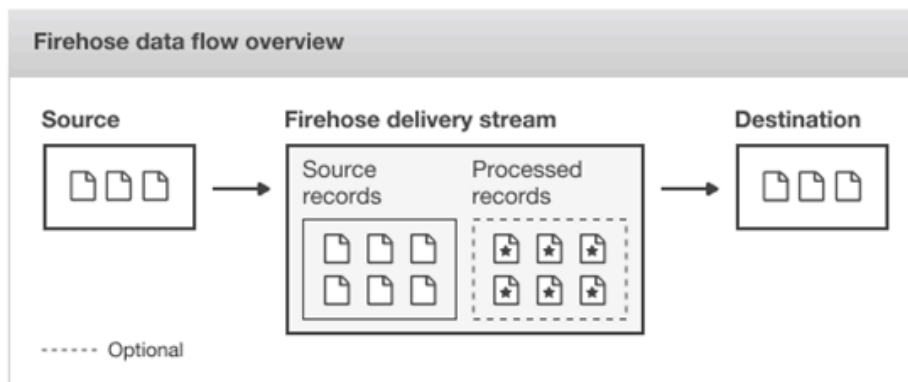 Firehose data flow overview
Source
Firehose delivery stream
Destination
Source
records
Processed
records
Optional